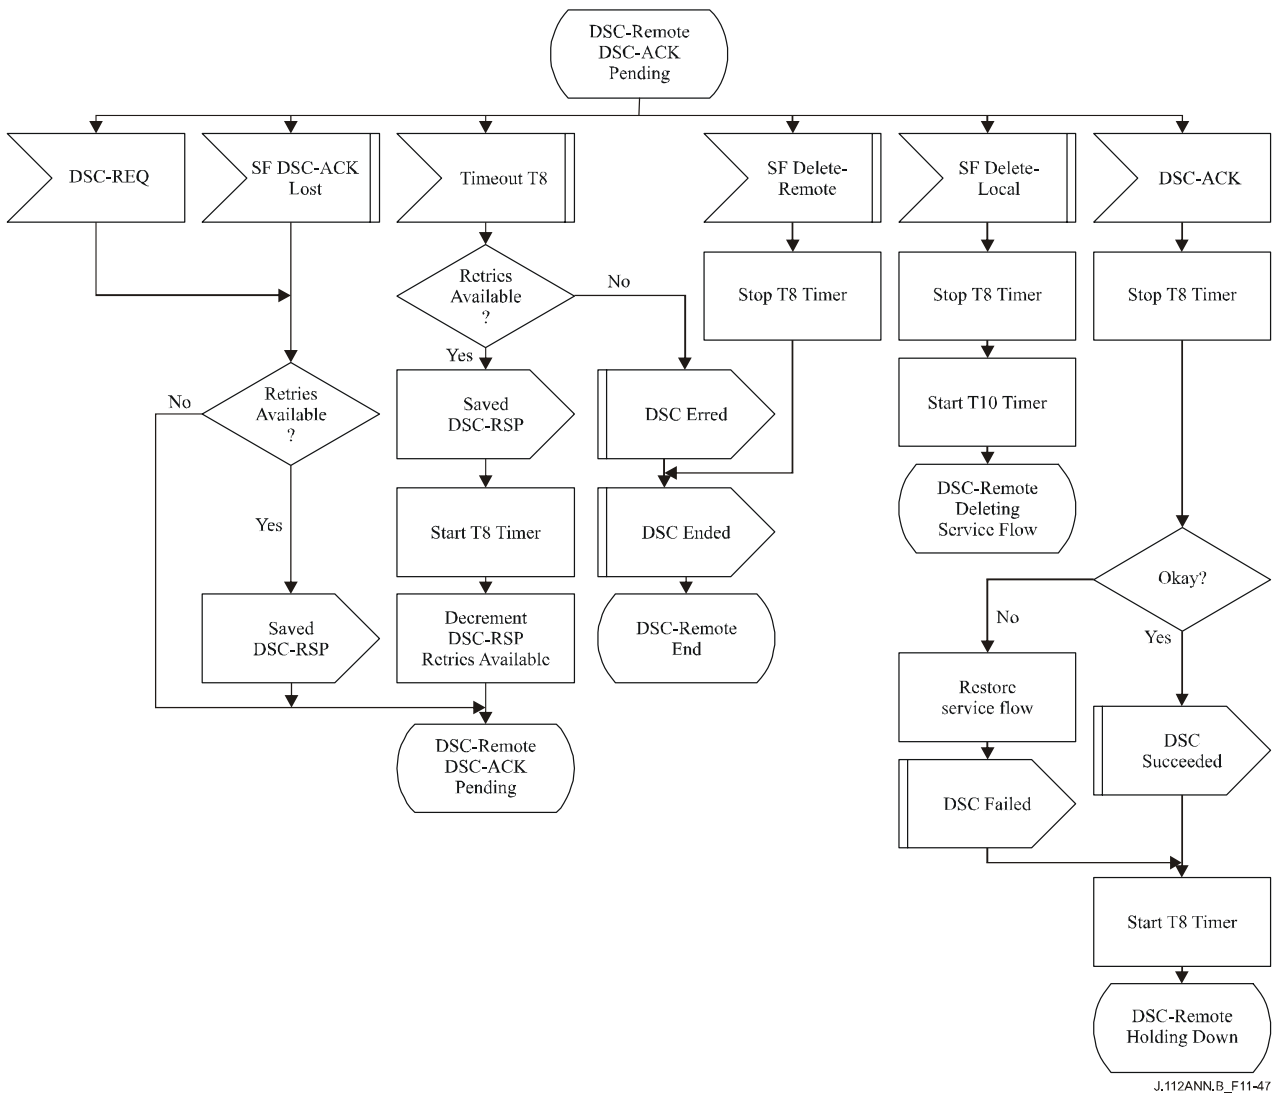 DSC-Remote
DSC-ACK
Pending
DSC-REQ
SF DSC-ACK
Lost
Timeout T8
SF Delete-
Remote
SF Delete-
Local
DSC-ACK
Retries
Available
?
No
Stop T8 Timer
Stop T8 Timer
Stop T8 Timer
Yes
Retries
Available
?
No
Saved
DSC-RSP
DSC Erred
Start T10 Timer
Yes
Start T8 Timer
DSC Ended
DSC-Remote
Deleting
Service Flow
Okay?
No
Yes
Saved
DSC-RSP
Decrement
DSC-RSP
Retries Available
DSC-Remote
End
Restore
service flow
DSC
Succeeded
DSC-Remote
DSC-ACK
Pending
DSC Failed
Start T8 Timer
DSC-Remote
Holding Down
J.112ANN.B_F11-47